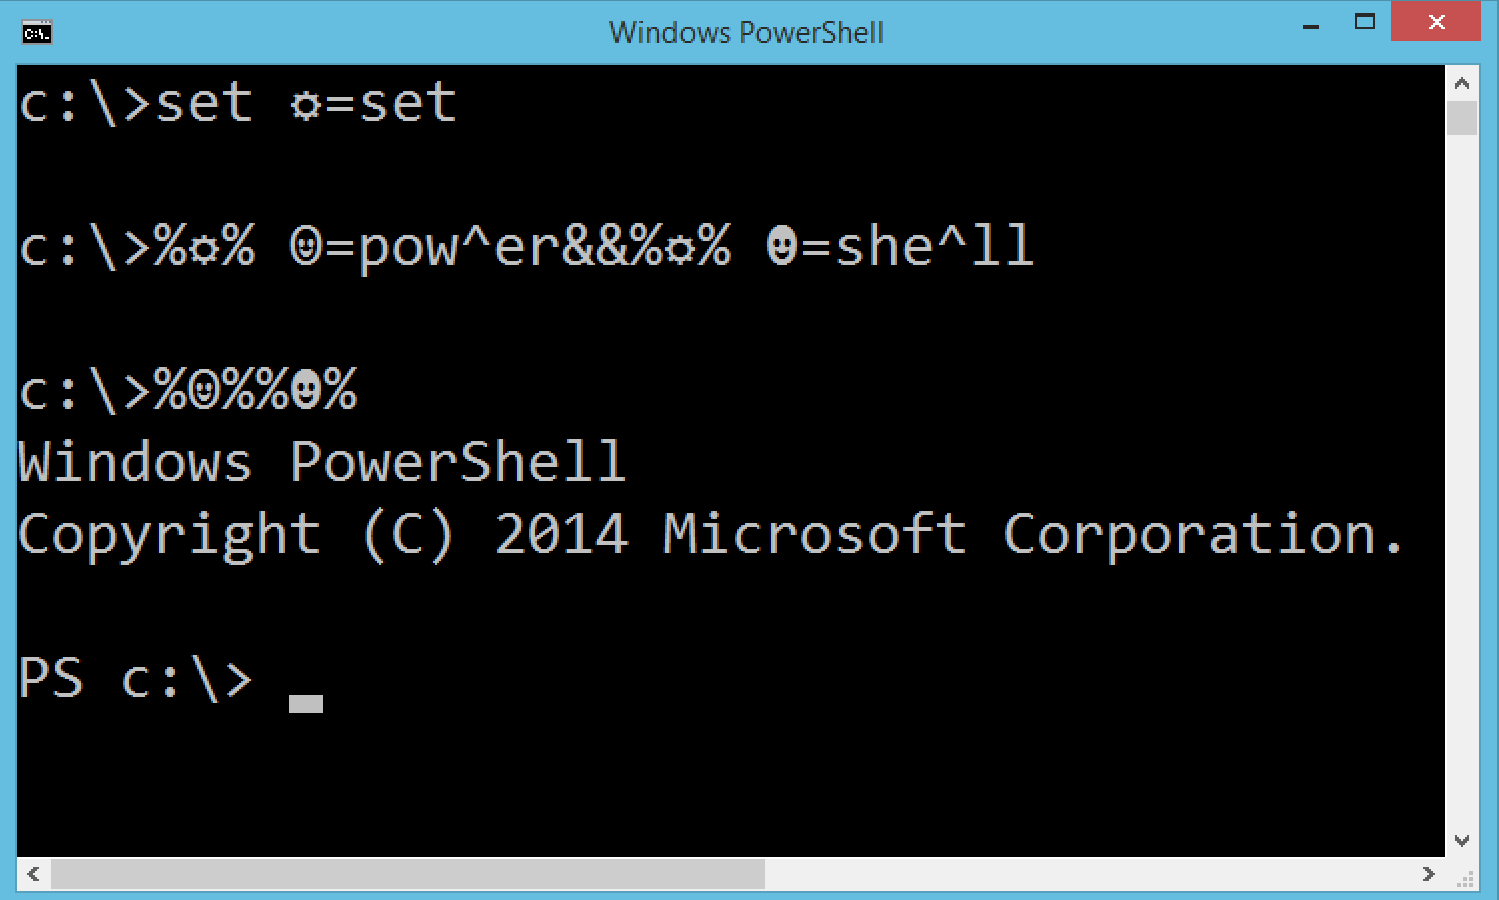 Windows PowerShell
c:\>set ☼=set
c:\>%☼% ☺=pow^er&&%☼% ☻=she^ll
c:\>%☺%%☻%
Windows PowerShell
Copyright (C) 2014 Microsoft Corporation.
PS c:\> _